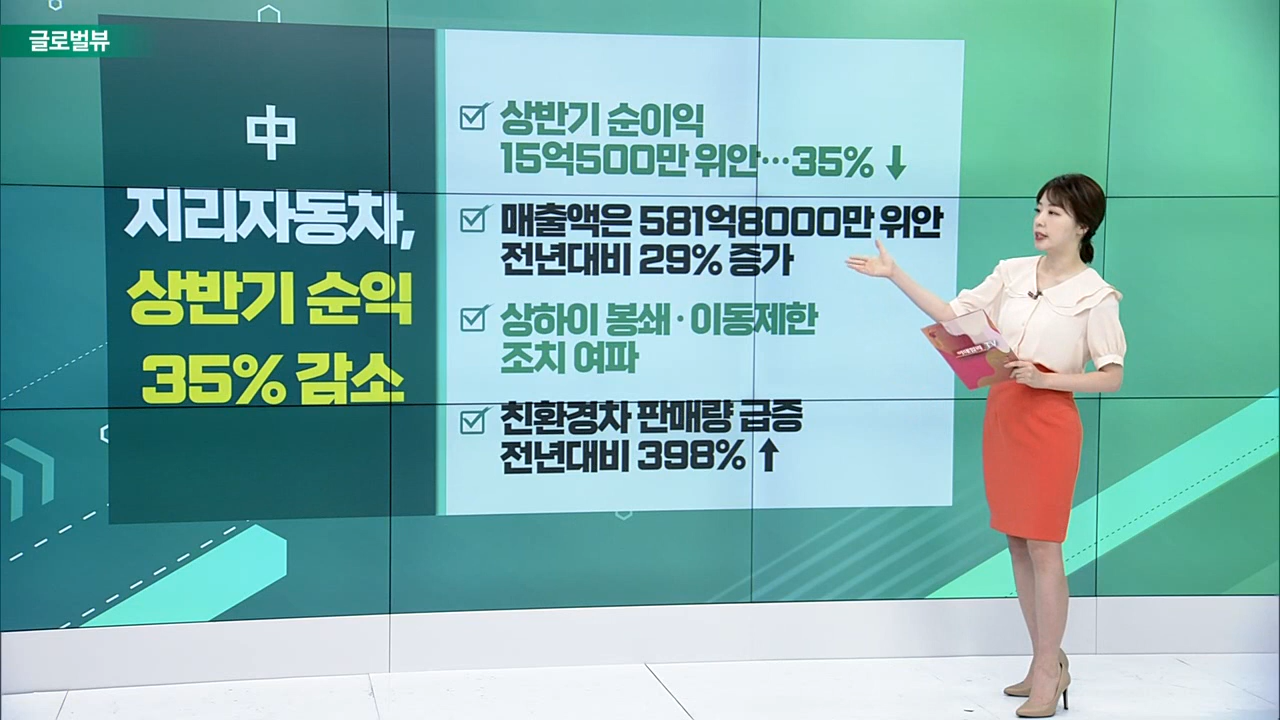 글로벌뷰
中
지리자동차,
상반기 순익
35% 감소
상반기 순이익
15억500만 위안…35% ↓
매출액은 581억8000만 위안
전년대비 29% 증가
상하이 봉쇄·이동제한
조치 여파
친환경차 판매량 급증
전년대비 398% ↑